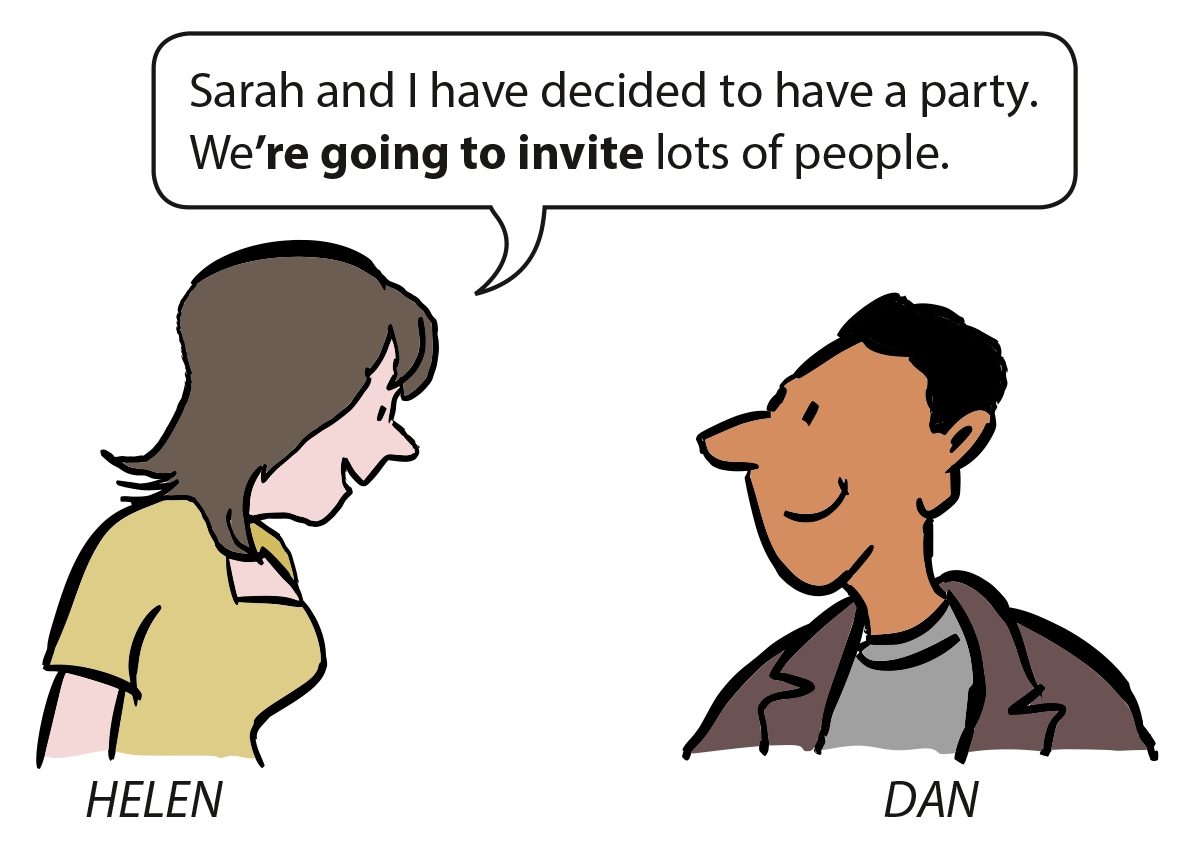 Sarah and I have decided to have a party.
We're going to invite lots of people.
HELEN
DAN